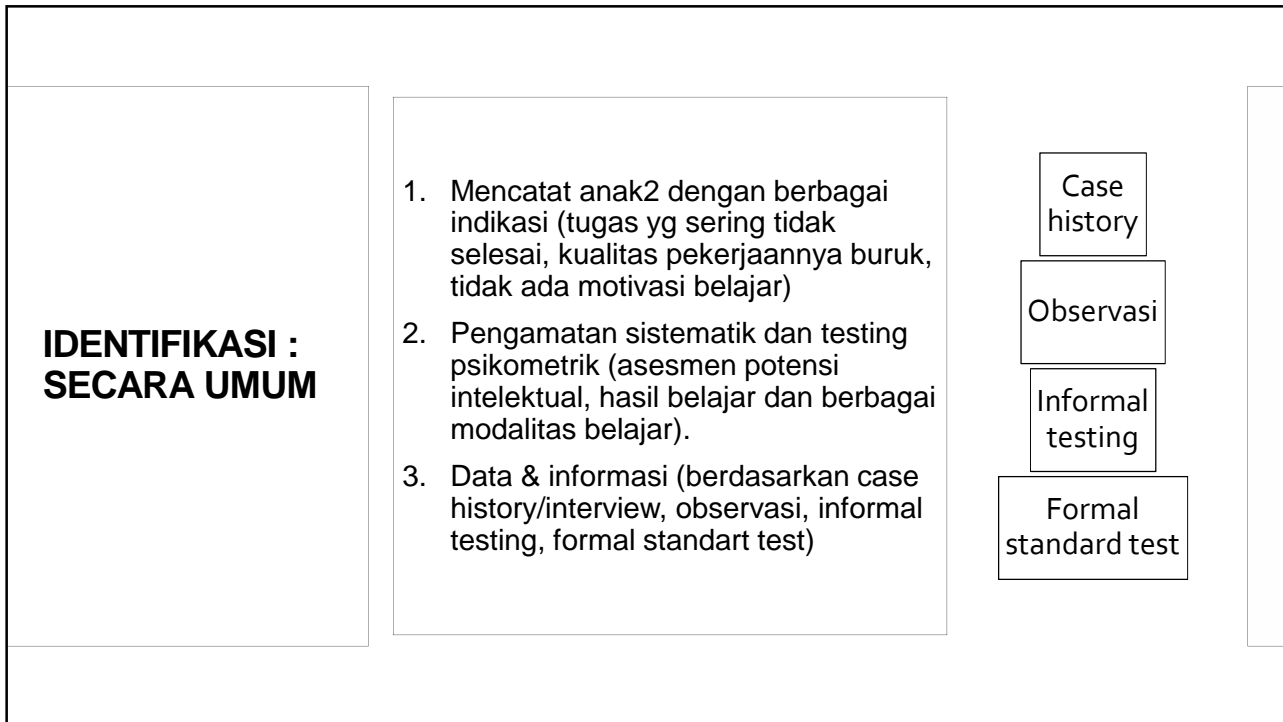 IDENTIFIKASI :
SECARA UMUM
1. Mencatat anak2 dengan berbagai
indikasi (tugas yg sering tidak
selesai, kualitas pekerjaannya buruk,
tidak ada motivasi belajar)
2. Pengamatan sistematik dan testing
psikometrik (asesmen potensi
intelektual, hasil belajar dan berbagai
modalitas belajar).
3. Data & informasi (berdasarkan case
history/interview, observasi, informal
testing, formal standart test)
Case
history
Observasi
Informal
testing
Formal
standard test